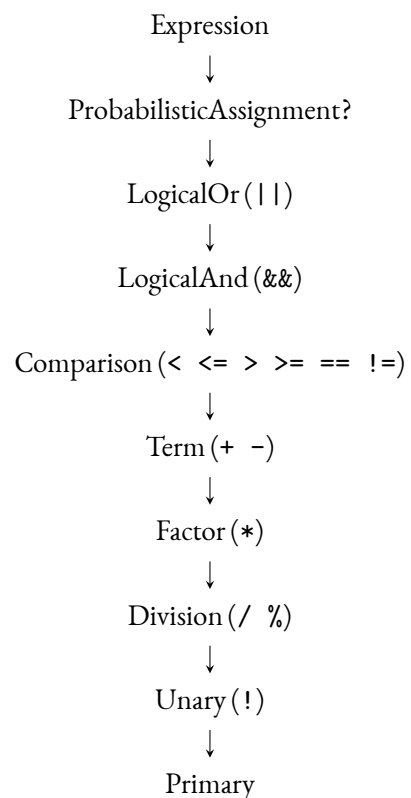 Expression
↓
ProbabilisticAssignment?
↓
LogicalOr (||)
↓
LogicalAnd (&&)
↓
Comparison (< <= > >= == !=)
↓
Term (+ -)
↓
Factor (*)
↓
Division (/ %)
↓
Unary (!)
↓
Primary